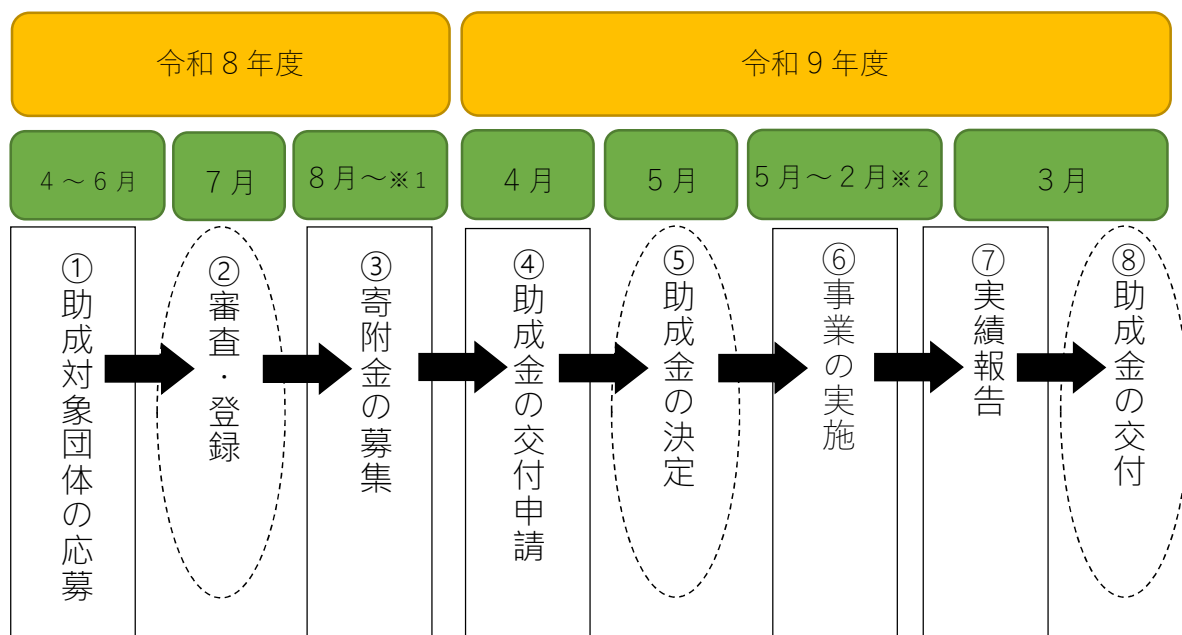 令和８年度
令和９年度
４～６月
７月
８月～※1
４月
５月
５月～２月※2
３月
①助成対象団体の応募
②審査・登録
③寄附金の募集
④助成金の交付申請
⑤助成金の決定
⑥事業の実施
⑦実績報告
⑧助成金の交付